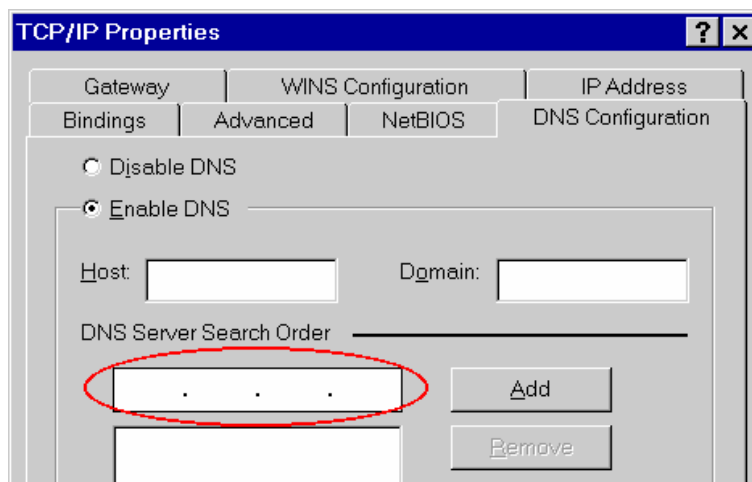 TCP/IP Properties
Gateway WINS Configuration IP Address
Bindings Advanced NetBIOS DNS Configuration
Disable DNS
Enable DNS
Host: Domain:
DNS Server Search Order
. . . Add
Remove